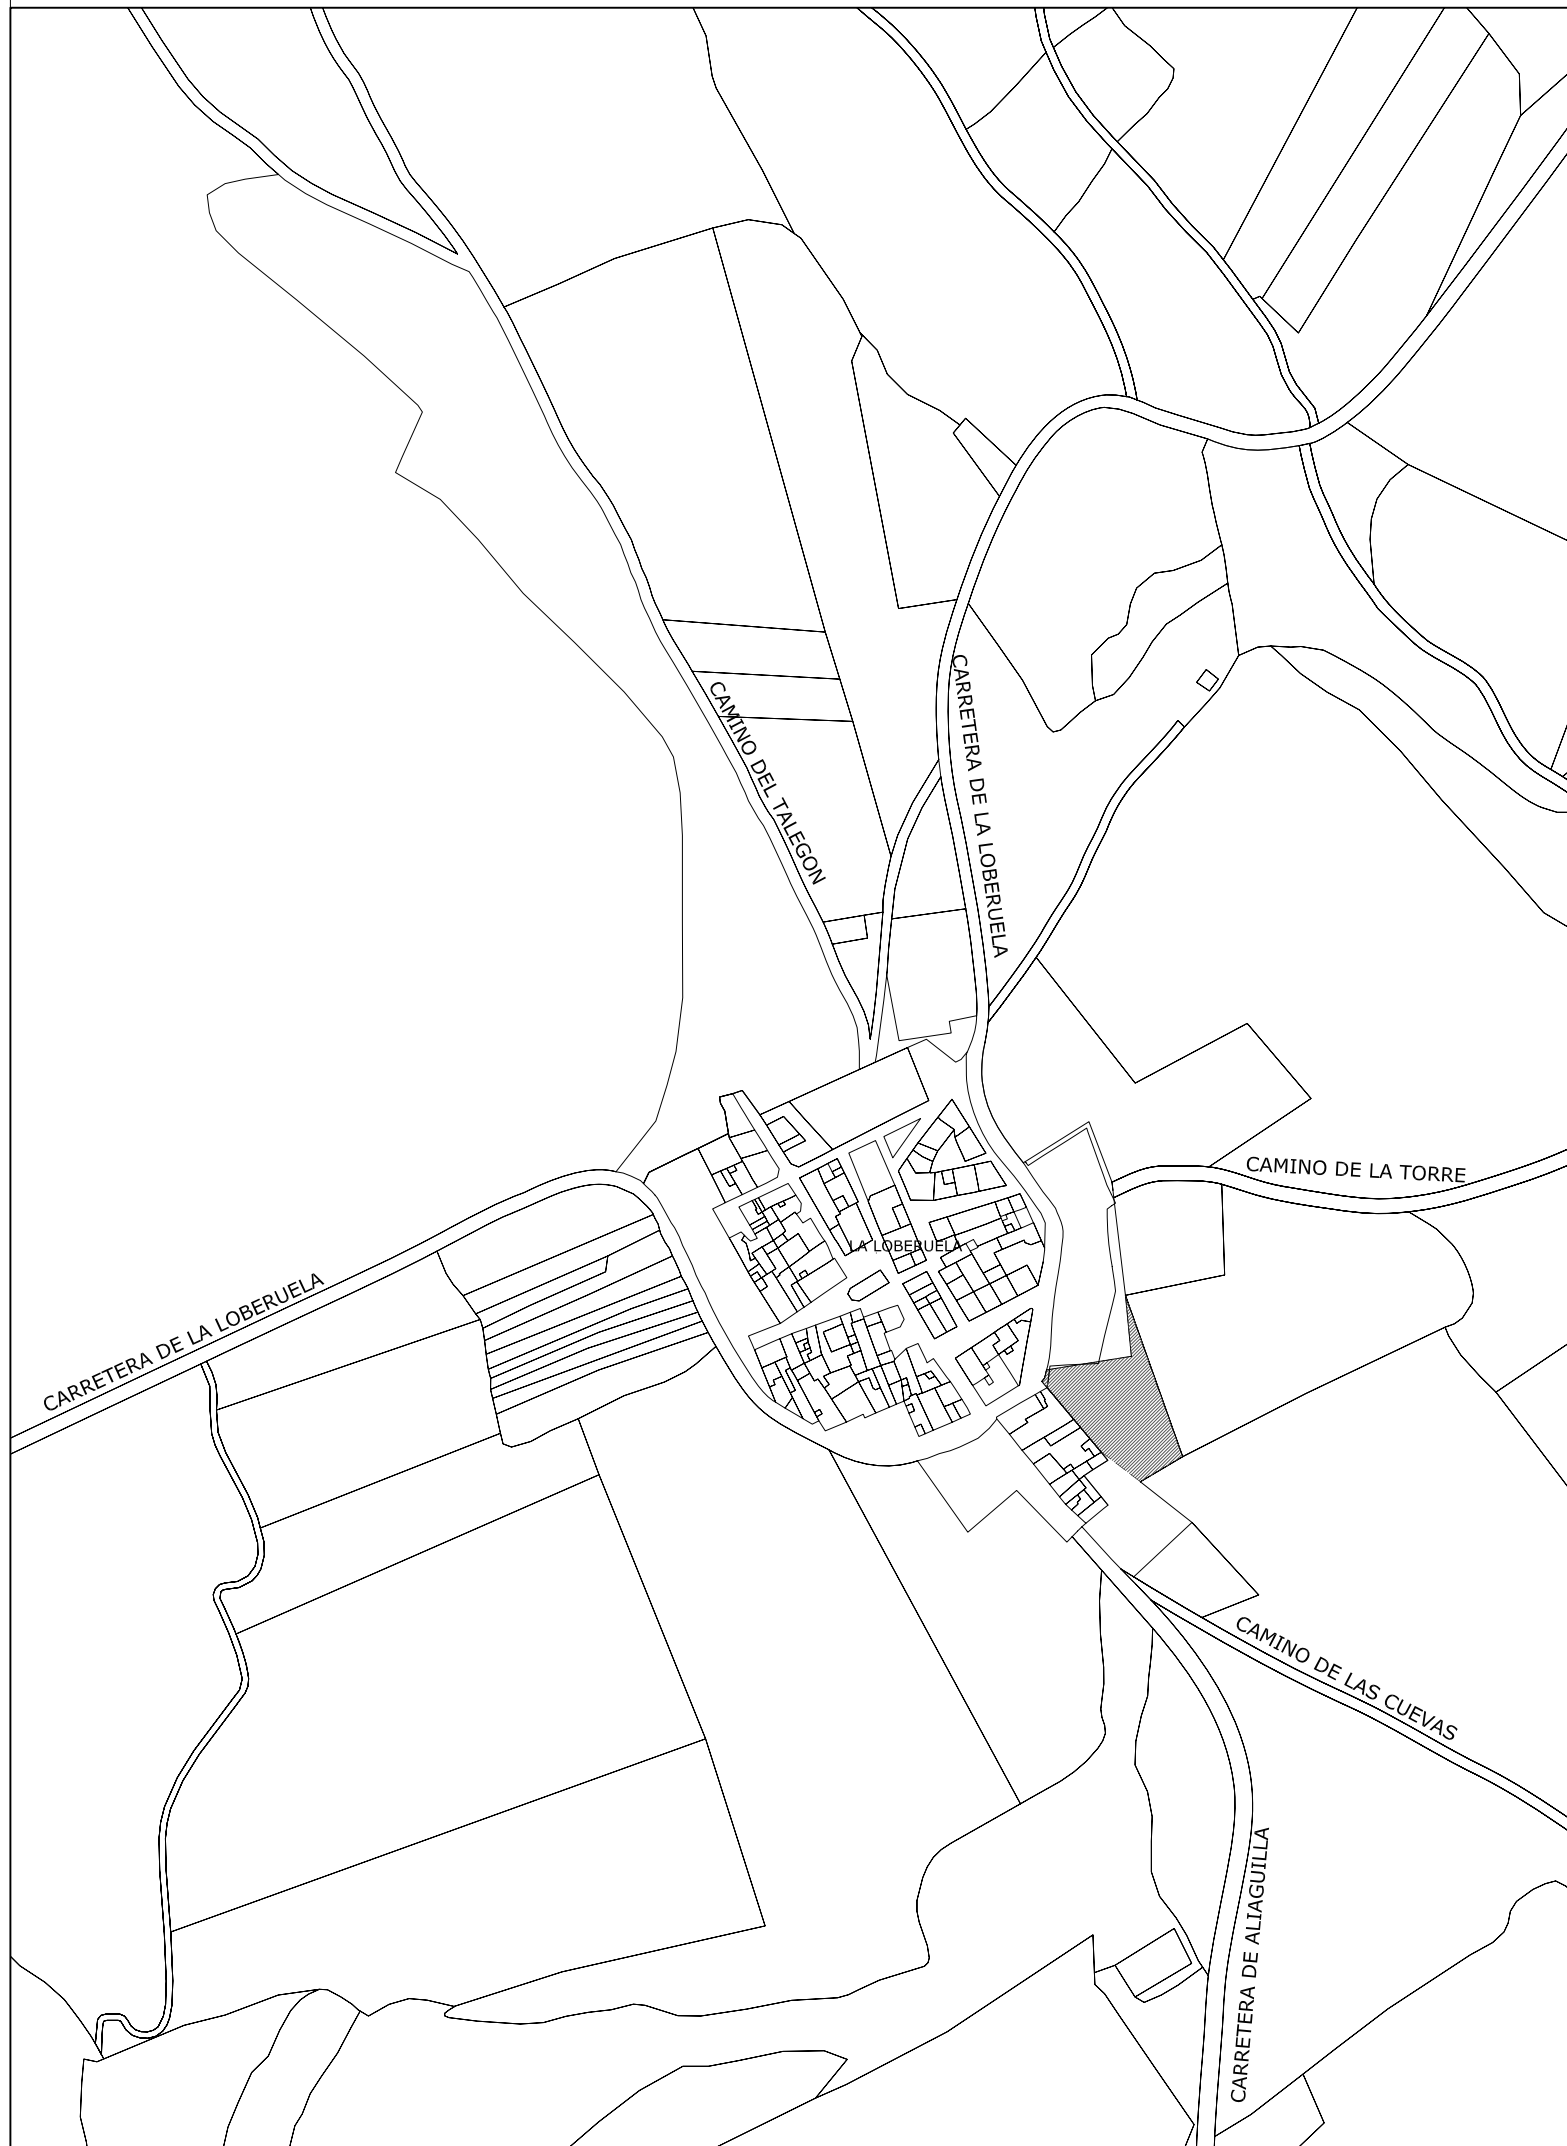 CARRETERA DE LA LOBERUELA
CAMINO DEL TALEGON
CAMINO DE LA TORRE
LA LOBERUELA
CARRETERA DE LA LOBERUELA
CAMINO DE LAS CUEVAS
CARRETERA DE ALIAGUILLA